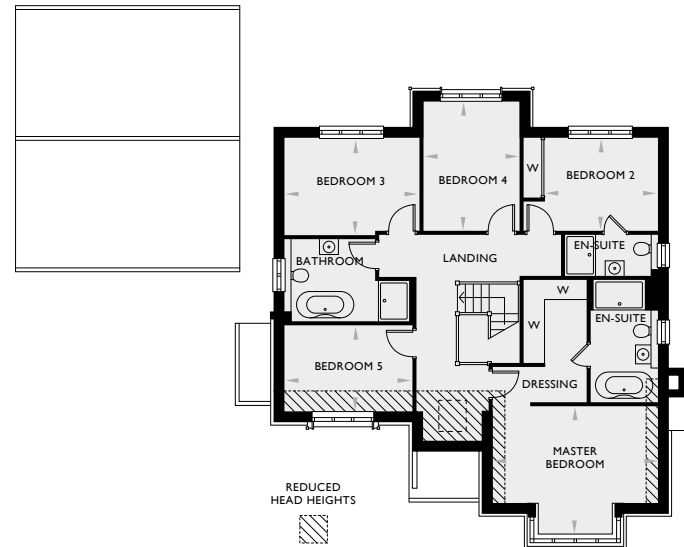 BEDROOM 3
BEDROOM 4
W
BEDROOM 2
BATHROOM
LANDING
EN-SUITE
W
W
EN-SUITE
BEDROOM 5
DRESSING
MASTER
BEDROOM
REDUCED
HEAD HEIGHTS